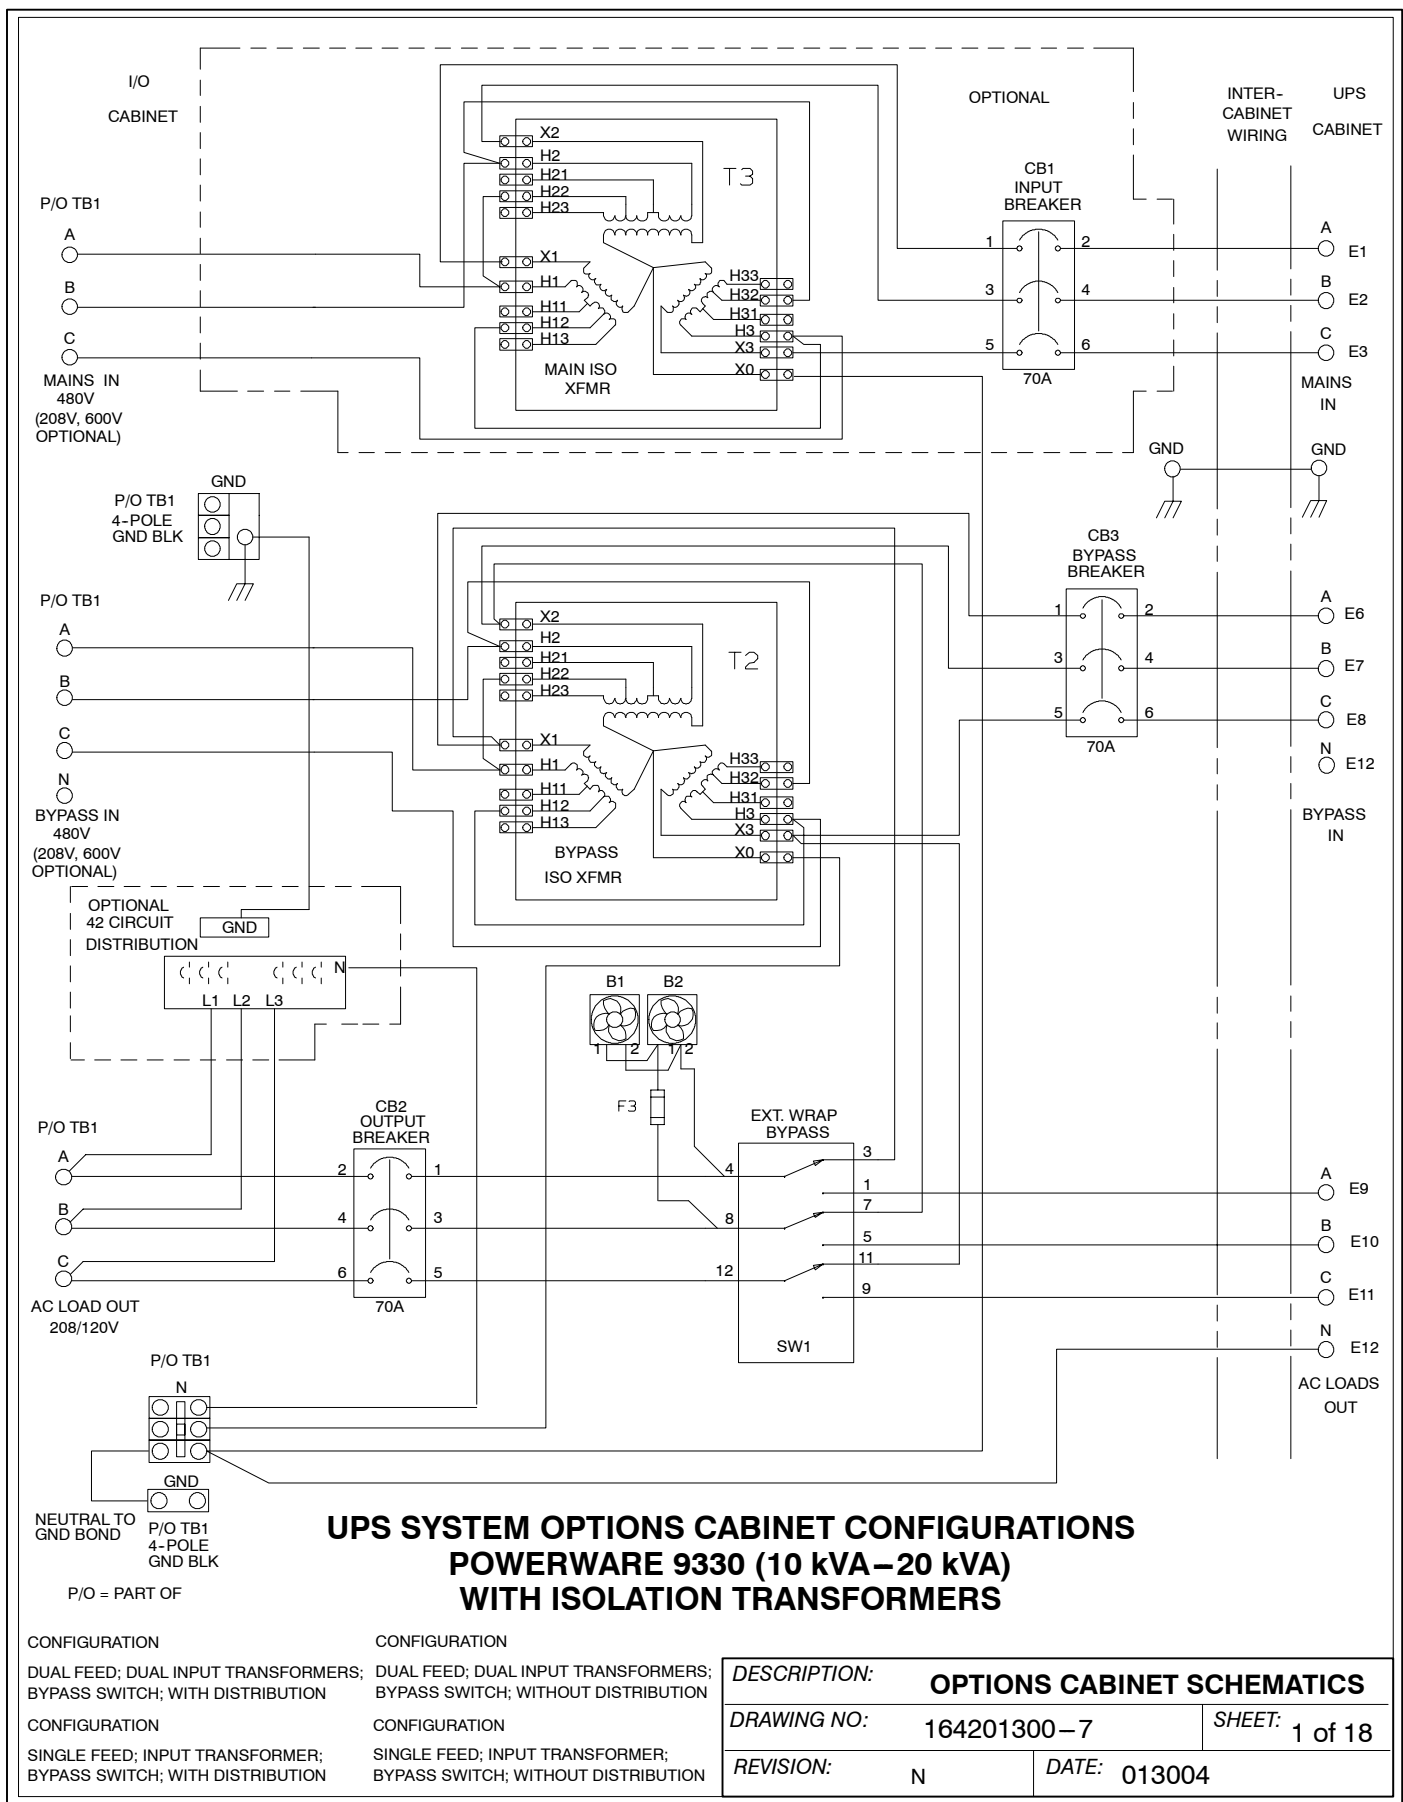 I/O
CABINET
OPTIONAL
INTER-
CABINET
WIRING
UPS
CABINET
X2
H2
H21
H22
H23
T3
CB1
INPUT
BREAKER
P/O TB1
A
B
C
MAINS IN
480V
(208V, 600V
OPTIONAL)
X1
H1
H11
H12
H13
H33
H32
H31
H3
X3
X0
MAIN ISO
XFMR
1 2
3 4
5 6
70A
A E1
B E2
C E3
MAINS
IN
GND
GND
GND
P/O TB1
4-POLE
GND BLK
CB3
BYPASS
BREAKER
P/O TB1
A
B
C
N
BYPASS IN
480V
(208V, 600V
OPTIONAL)
X2
H2
H21
H22
H23
T2
X1
H1
H11
H12
H13
H33
H32
H31
H3
X3
X0
BYPASS
ISO XFMR
1 2
3 4
5 6
70A
A E6
B E7
C E8
N E12
BYPASS
IN
OPTIONAL
42 CIRCUIT
DISTRIBUTION
GND
N
L1 L2 L3
B1 B2
1 2 1 2
F3
P/O TB1
A
B
C
AC LOAD OUT
208/120V
CB2
OUTPUT
BREAKER
2 1
4 3
6 5
70A
EXT. WRAP
BYPASS
4 3
1
8 7
5
12 11
9
SW1
A E9
B E10
C E11
N E12
AC LOADS
OUT
P/O TB1
N
GND
NEUTRAL TO
GND BOND
P/O TB1
4-POLE
GND BLK
P/O = PART OF
UPS SYSTEM OPTIONS CABINET CONFIGURATIONS
POWERWARE 9330 (10 kVA–20 kVA)
WITH ISOLATION TRANSFORMERS
CONFIGURATION
DUAL FEED; DUAL INPUT TRANSFORMERS;
BYPASS SWITCH; WITH DISTRIBUTION
CONFIGURATION
DUAL FEED; DUAL INPUT TRANSFORMERS;
BYPASS SWITCH; WITHOUT DISTRIBUTION
CONFIGURATION
SINGLE FEED; INPUT TRANSFORMER;
BYPASS SWITCH; WITH DISTRIBUTION
CONFIGURATION
SINGLE FEED; INPUT TRANSFORMER;
BYPASS SWITCH; WITHOUT DISTRIBUTION
DESCRIPTION: OPTIONS CABINET SCHEMATICS
DRAWING NO: 164201300–7 SHEET: 1 of 18
REVISION: N DATE: 013004